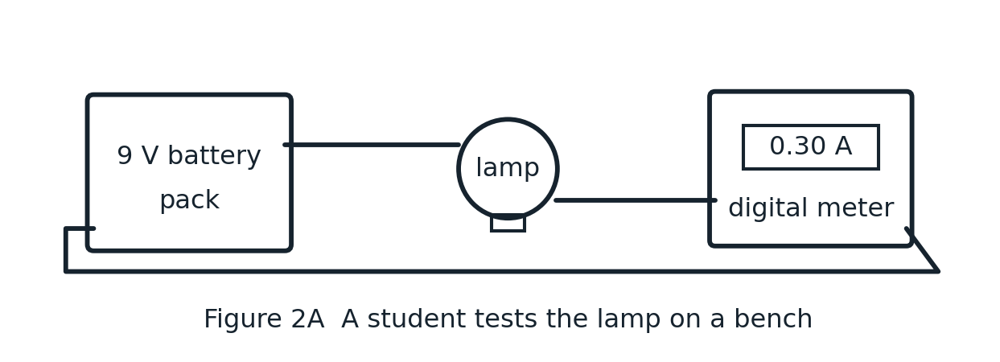 9 V battery
pack
lamp
0.30 A
digital meter
Figure 2A  A student tests the lamp on a bench